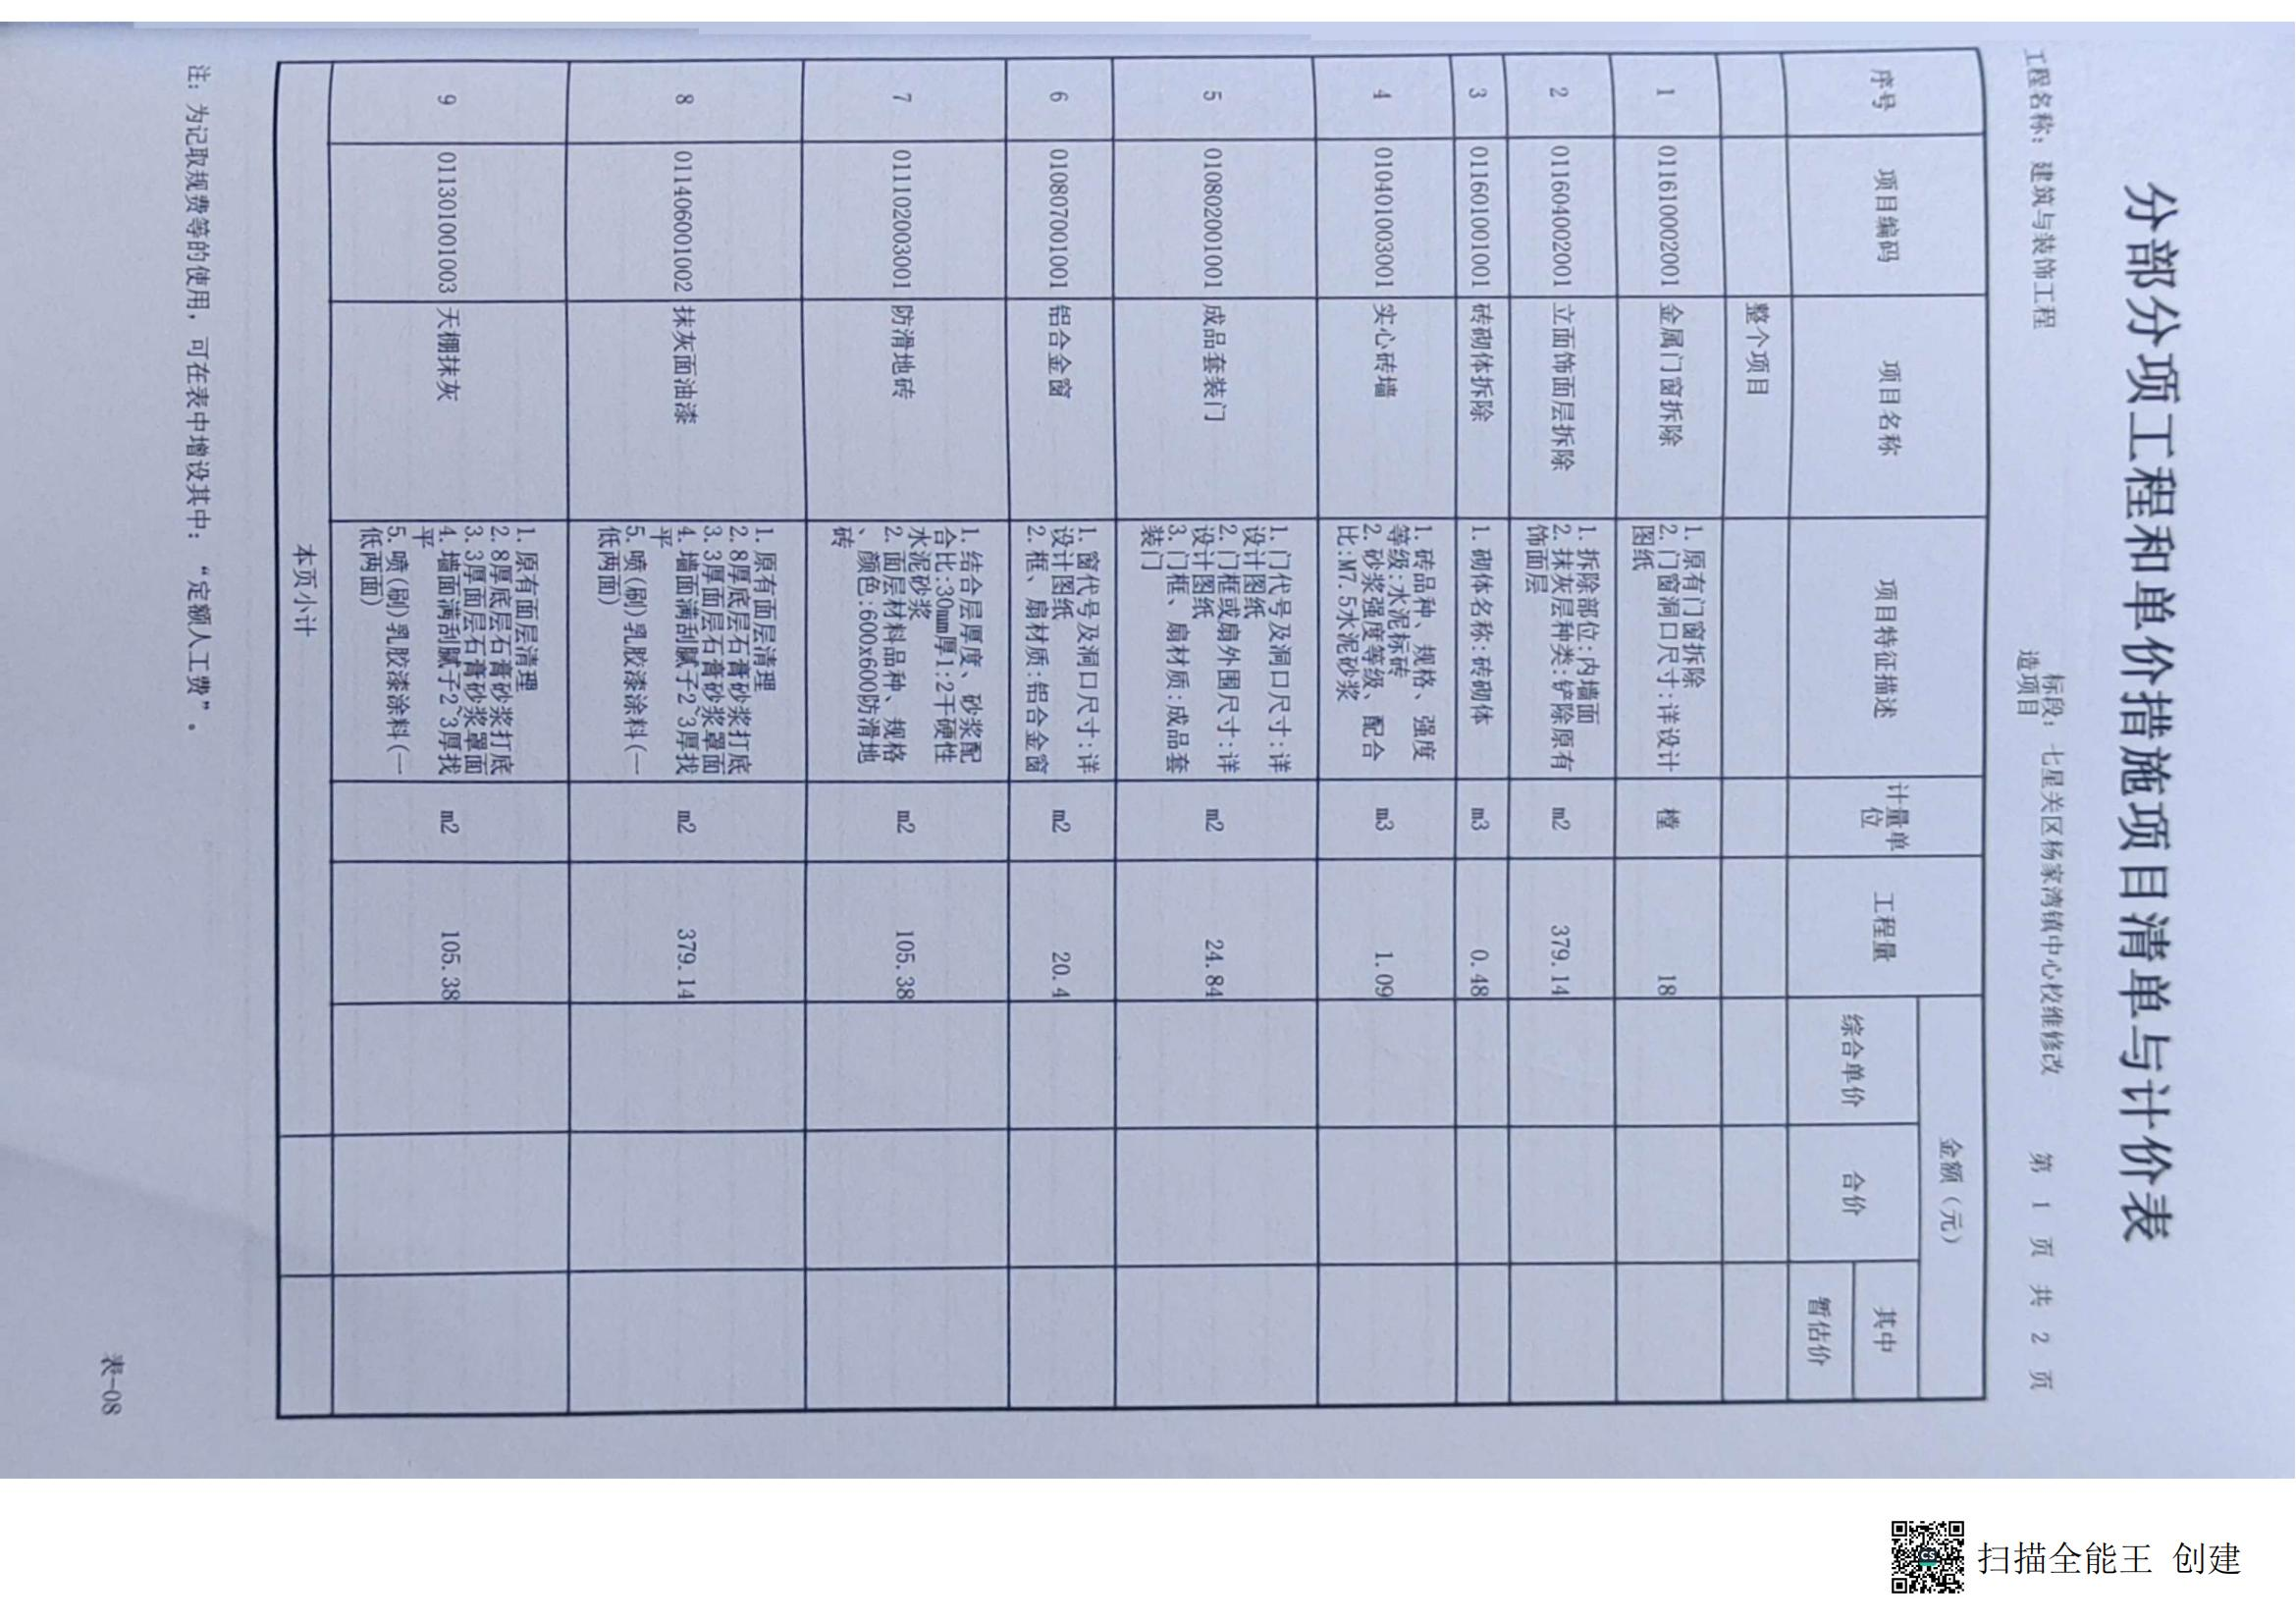 分部分项工程和单价措施项目清单与计价表
工程名称：建筑与装饰工程
标段：七星关区杨家湾镇中心校维修改
造项目
第 1 页 共 2 页
序号 项目编码 项目名称 项目特征描述 计量单
位 工程量 金额（元）
综合单价 合价 其中
暂估价
整个项目
1 011610002001 金属门窗拆除 1.原有门窗拆除
2.门窗洞口尺寸:详设计
图纸 樘 18
2 011604002001 立面饰面层拆除 1.拆除部位:内墙面
2.抹灰层种类:铲除原有
饰面层 m2 379.14
3 011601001001 砖砌体拆除 1.砌体名称:砖砌体 m3 0.48
4 010401003001 实心砖墙 1.砖品种、规格、强度
等级:水泥标砖
2.砂浆强度等级、配合
比:M7.5水泥砂浆 m3 1.09
5 010802001001 成品套装门 1.门代号及洞口尺寸:详
设计图纸
2.门框或扇外围尺寸:详
设计图纸
3.门框、扇材质:成品套
装门 m2 24.84
6 010807001001 铝合金窗 1.窗代号及洞口尺寸:详
设计图纸
2.框、扇材质:铝合金窗 m2 20.4
7 011102003001 防滑地砖 1.结合层厚度、砂浆配
合比:30mm厚1:2干硬性
水泥砂浆
2.面层材料品种、规格
、颜色:600x600防滑地
砖 m2 105.38
8 011406001002 抹灰面油漆 1.原有面层清理
2.8厚底层石膏砂浆打底
3.3厚面层石膏砂浆罩面
4.墙面满刮腻子2~3厚找
平
5.喷(刷)乳胶漆涂料(一
低两面) m2 379.14
9 011301001003 天棚抹灰 1.原有面层清理
2.8厚底层石膏砂浆打底
3.3厚面层石膏砂浆罩面
4.墙面满刮腻子2~3厚找
平
5.喷(刷)乳胶漆涂料(一
低两面) m2 105.38
本页小计
注：为记取规费等的使用，可在表中增设其中：“定额人工费”。
表-08
扫描全能王 创建